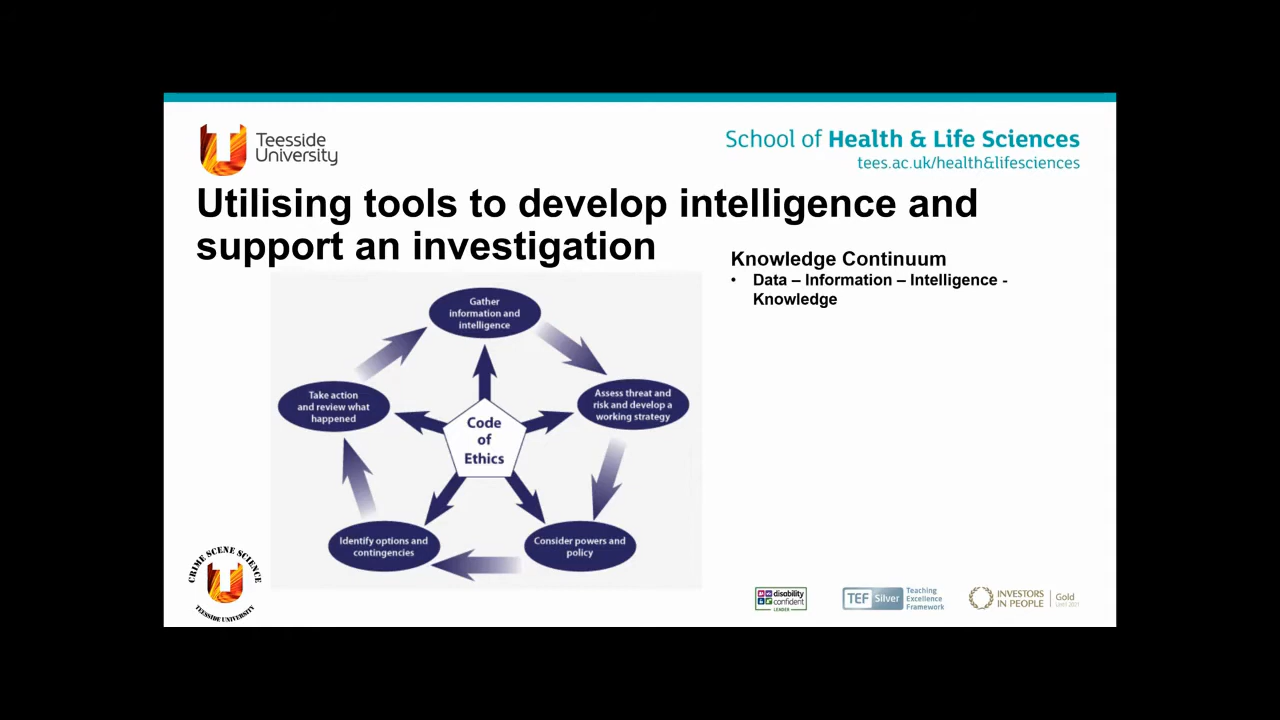 Teesside
University
School of Health & Life Sciences
tees.ac.uk/health&lifesciences
Utilising tools to develop intelligence and
support an investigation
Knowledge Continuum
• Data – Information – Intelligence -
Knowledge
Gather
information and
intelligence
Assess threat and
risk and develop a
working strategy
Consider powers and
policy
Identify options and
contingencies
Take action
and review what
happened
Code
of
Ethics
CRIME SCENE SCIENCE
TEESSIDE UNIVERSITY
disability
confident
LEADER
TEF Silver
Teaching
Excellence
Framework
INVESTORS
IN PEOPLE
Gold